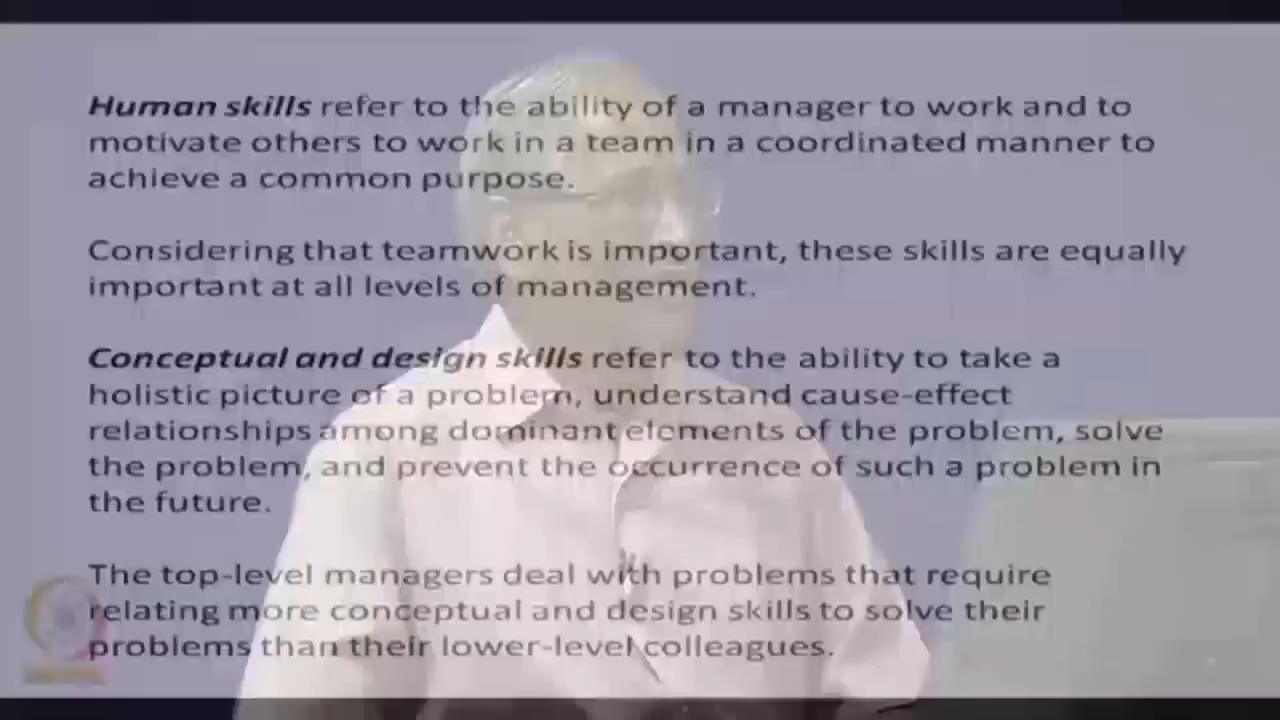 Human skills refer to the ability of a manager to work and to
motivate others to work in a team in a coordinated manner to
achieve a common purpose.
Considering that teamwork is important, these skills are equally
important at all levels of management.
Conceptual and design skills refer to the ability to take a
holistic picture of a problem, understand cause-effect
relationships among dominant elements of the problem, solve
the problem, and prevent the occurrence of such a problem in
the future.
The top-level managers deal with problems that require
relating more conceptual and design skills to solve their
problems than their lower-level colleagues.